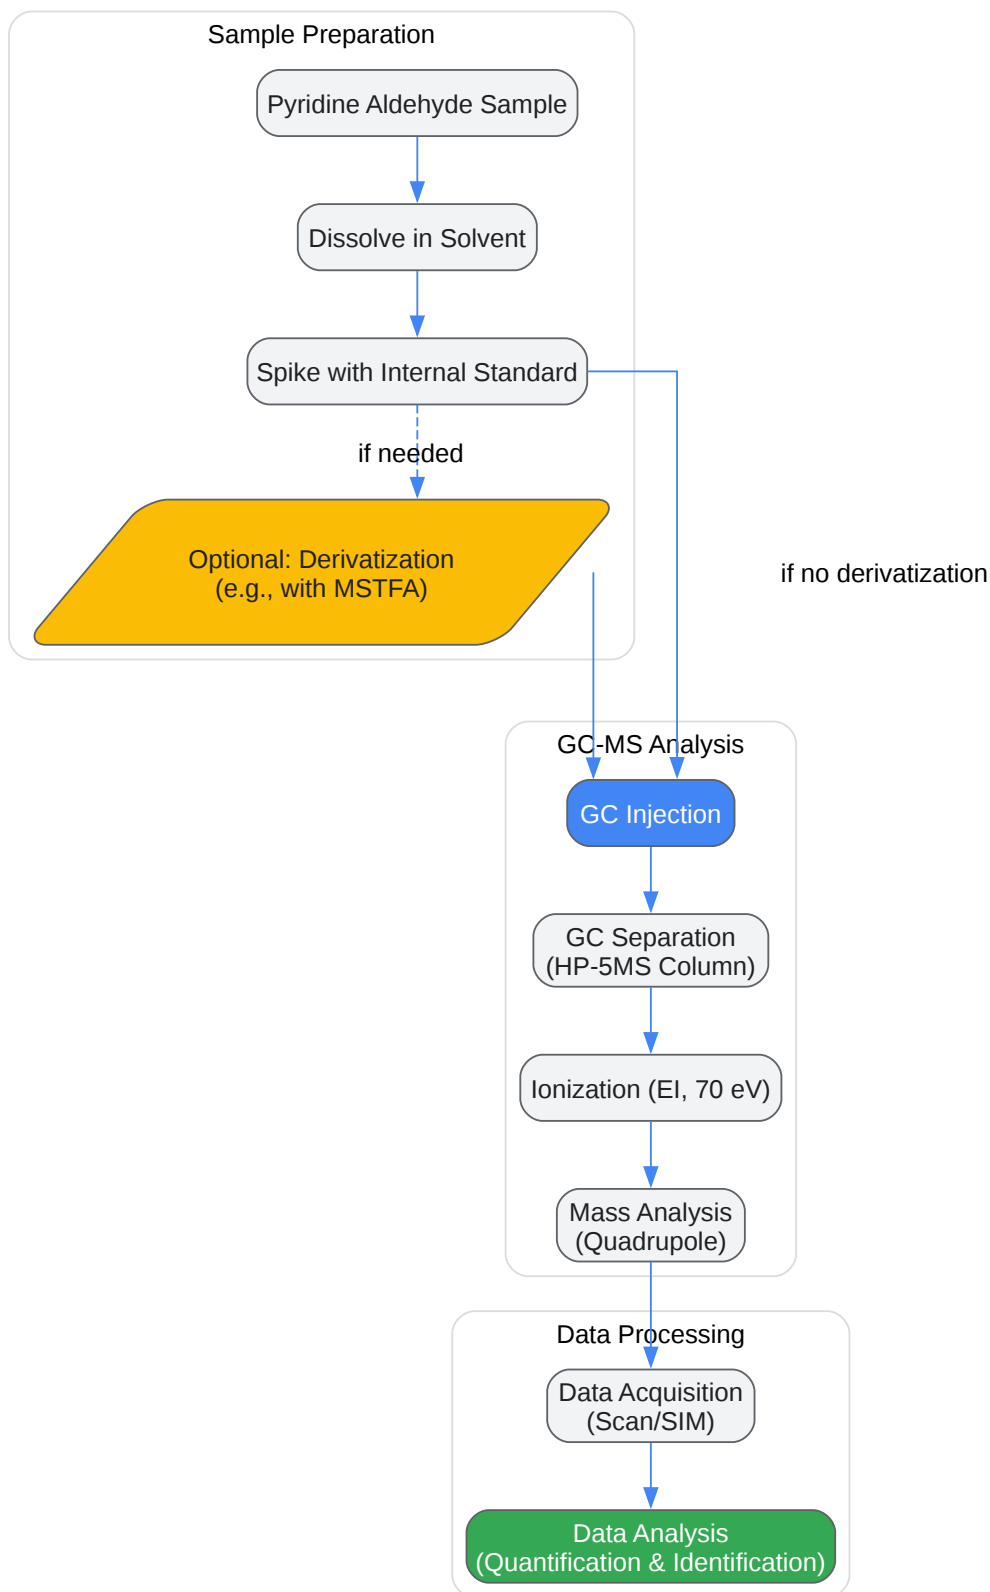 Sample Preparation
Pyridine Aldehyde Sample
Dissolve in Solvent
Spike with Internal Standard
if needed
Optional: Derivatization
(e.g., with MSTFA)
if no derivatization
GC-MS Analysis
GC Injection
GC Separation
(HP-5MS Column)
Ionization (EI, 70 eV)
Mass Analysis
(Quadrupole)
Data Processing
Data Acquisition
(Scan/SIM)
Data Analysis
(Quantification & Identification)